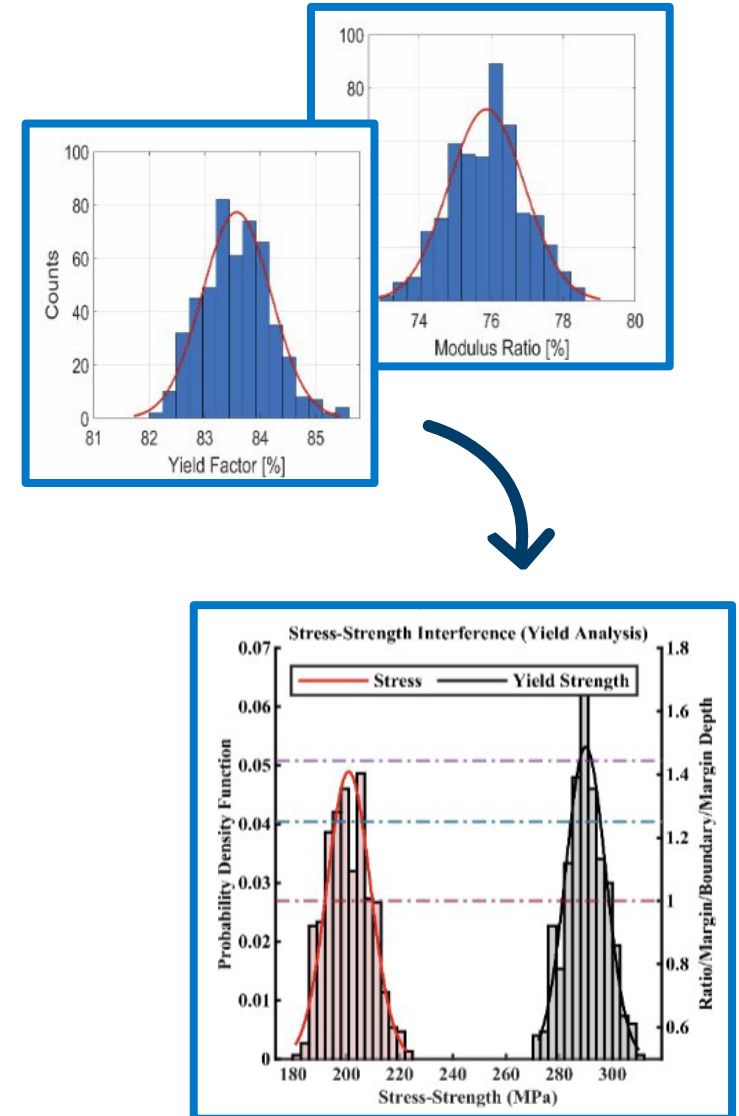 100
80
74 76 78 80
Modulus Ratio [%]
100
80
60
40
20
0
Counts
81 82 83 84 85
Yield Factor [%]
Stress-Strength Interference (Yield Analysis)
Stress Yield Strength
0.07
0.06
0.05
0.04
0.03
0.02
0.01
0
Probability Density Function
1.8
1.6
1.4
1.2
1
0.8
0.6
Ratio/Margin/Boundary/Margin Depth
180 200 220 240 260 280 300
Stress-Strength (MPa)